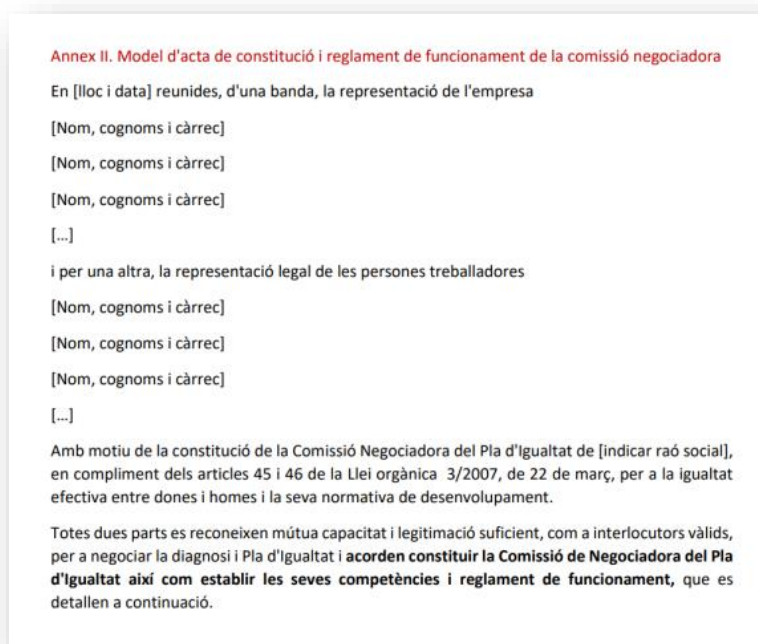 Annex II. Model d'acta de constitució i reglament de funcionament de la comissió negociadora
En [lloc i data] reunides, d'una banda, la representació de l'empresa
[Nom, cognoms i càrrec]
[Nom, cognoms i càrrec]
[Nom, cognoms i càrrec]
[...]
i per una altra, la representació legal de les persones treballadores
[Nom, cognoms i càrrec]
[Nom, cognoms i càrrec]
[Nom, cognoms i càrrec]
[...]
Amb motiu de la constitució de la Comissió Negociadora del Pla d'Igualtat de [indicar raó social],
en compliment dels articles 45 i 46 de la Llei orgànica 3/2007, de 22 de març, per a la igualtat
efectiva entre dones i homes i la seva normativa de desenvolupament.
Totes dues parts es reconeixen mútua capacitat i legitimació suficient, com a interlocutors vàlids,
per a negociar la diagnosi i Pla d'Igualtat i acorden constituir la Comissió de Negociadora del Pla
d'Igualtat així com establir les seves competències i reglament de funcionament, que es
detallen a continuació.